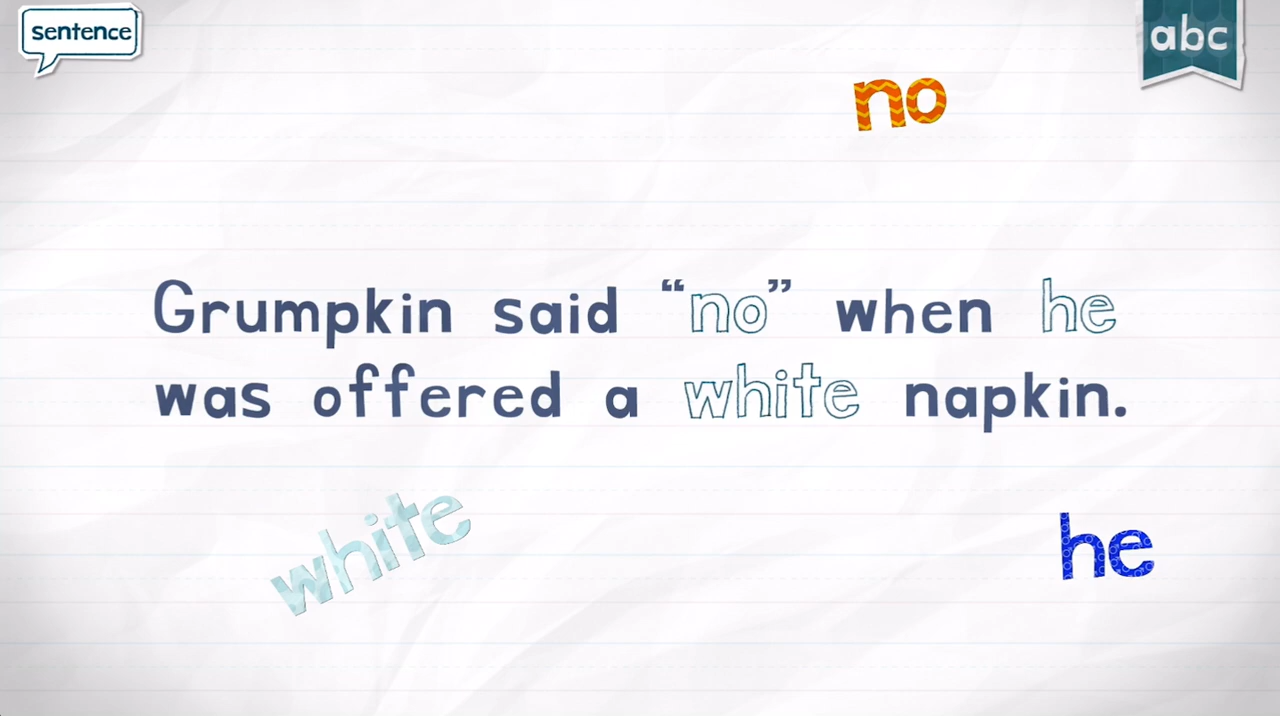 sentence
abc
no
Grumpkin said “no” when he
was offered a white napkin.
white
he